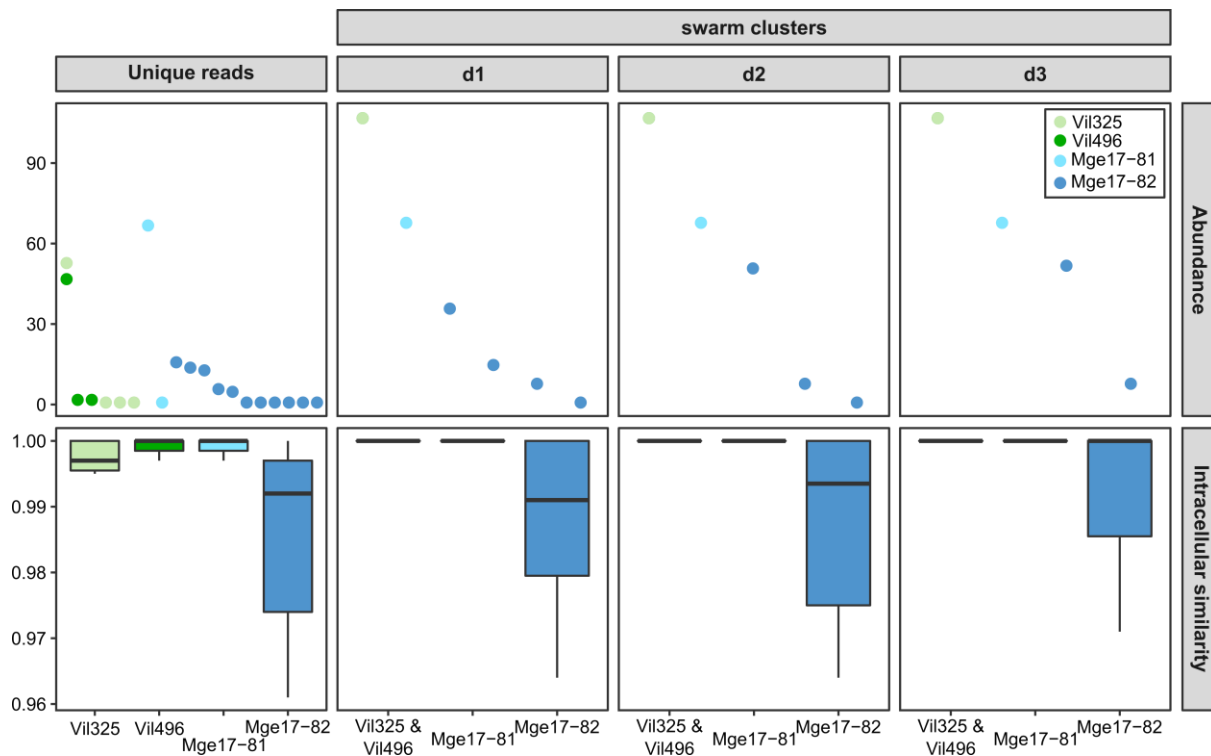 swarm clusters
Unique reads
d1
d2
d3
90
60
30
0
Vil325
Vil496
Mge17-81
Mge17-82
Abundance
1.00
0.99
0.98
0.97
0.96
Intracellular similarity
Vil325
Vil496
Mge17-81
Mge17-82
Vil325 &
Vil496
Mge17-81
Mge17-82
Vil325 &
Vil496
Mge17-81
Mge17-82
Vil325 &
Vil496
Mge17-81
Mge17-82